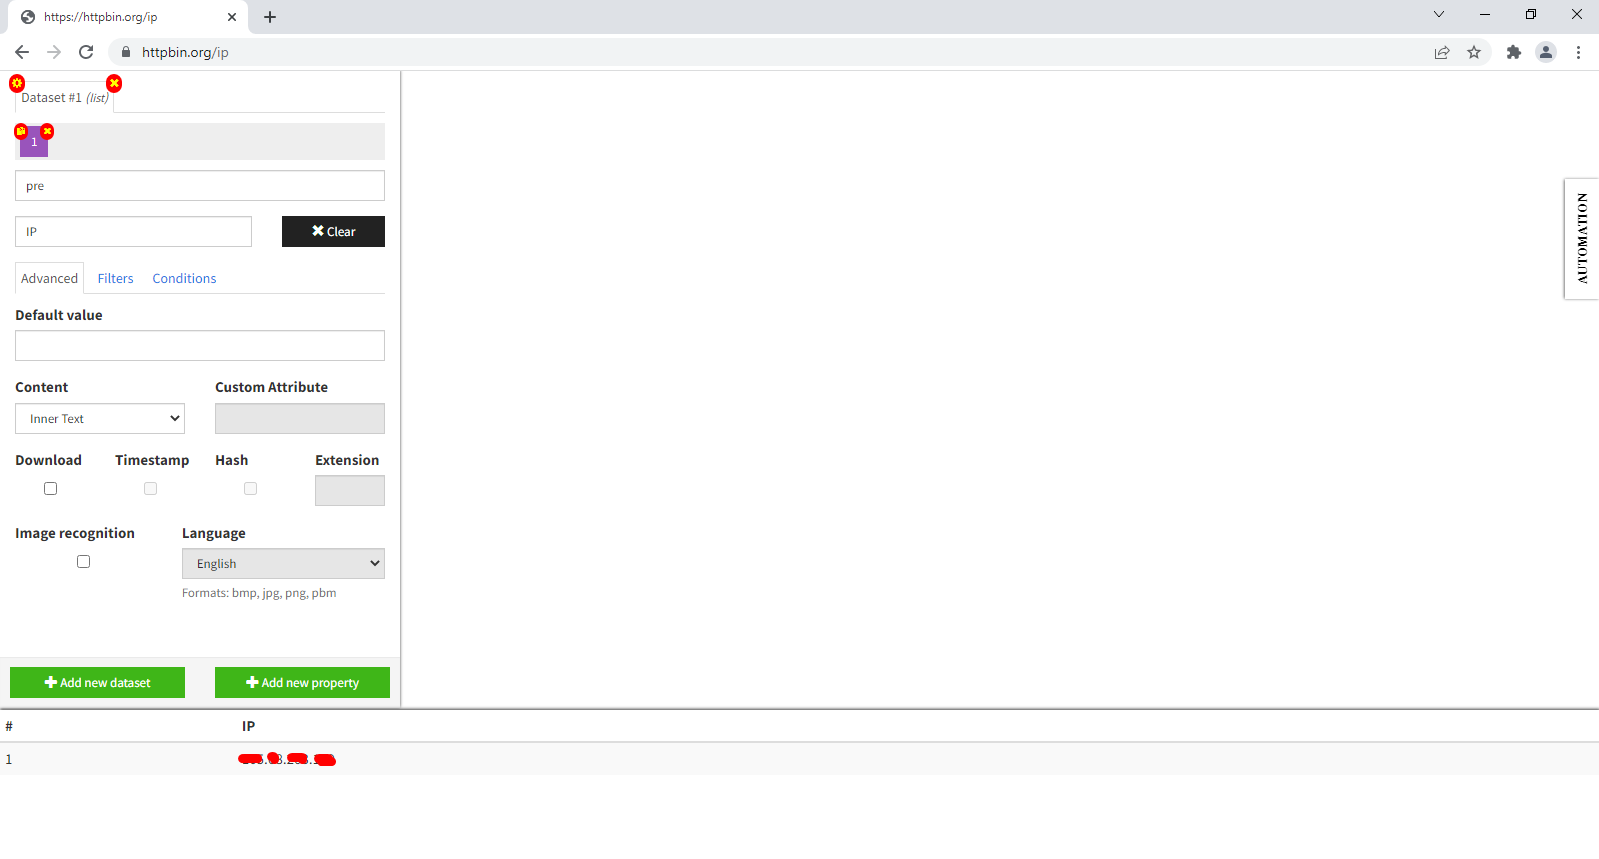 https://httpbin.org/ip
httpbin.org/ip
Dataset #1 (list)
1
pre
IP
Clear
Advanced Filters Conditions
Default value
Content Custom Attribute
Inner Text
Download Timestamp Hash Extension
Image recognition Language
English
Formats: bmp, jpg, png, pbm
Add new dataset Add new property
AUTOMATION
# IP
1